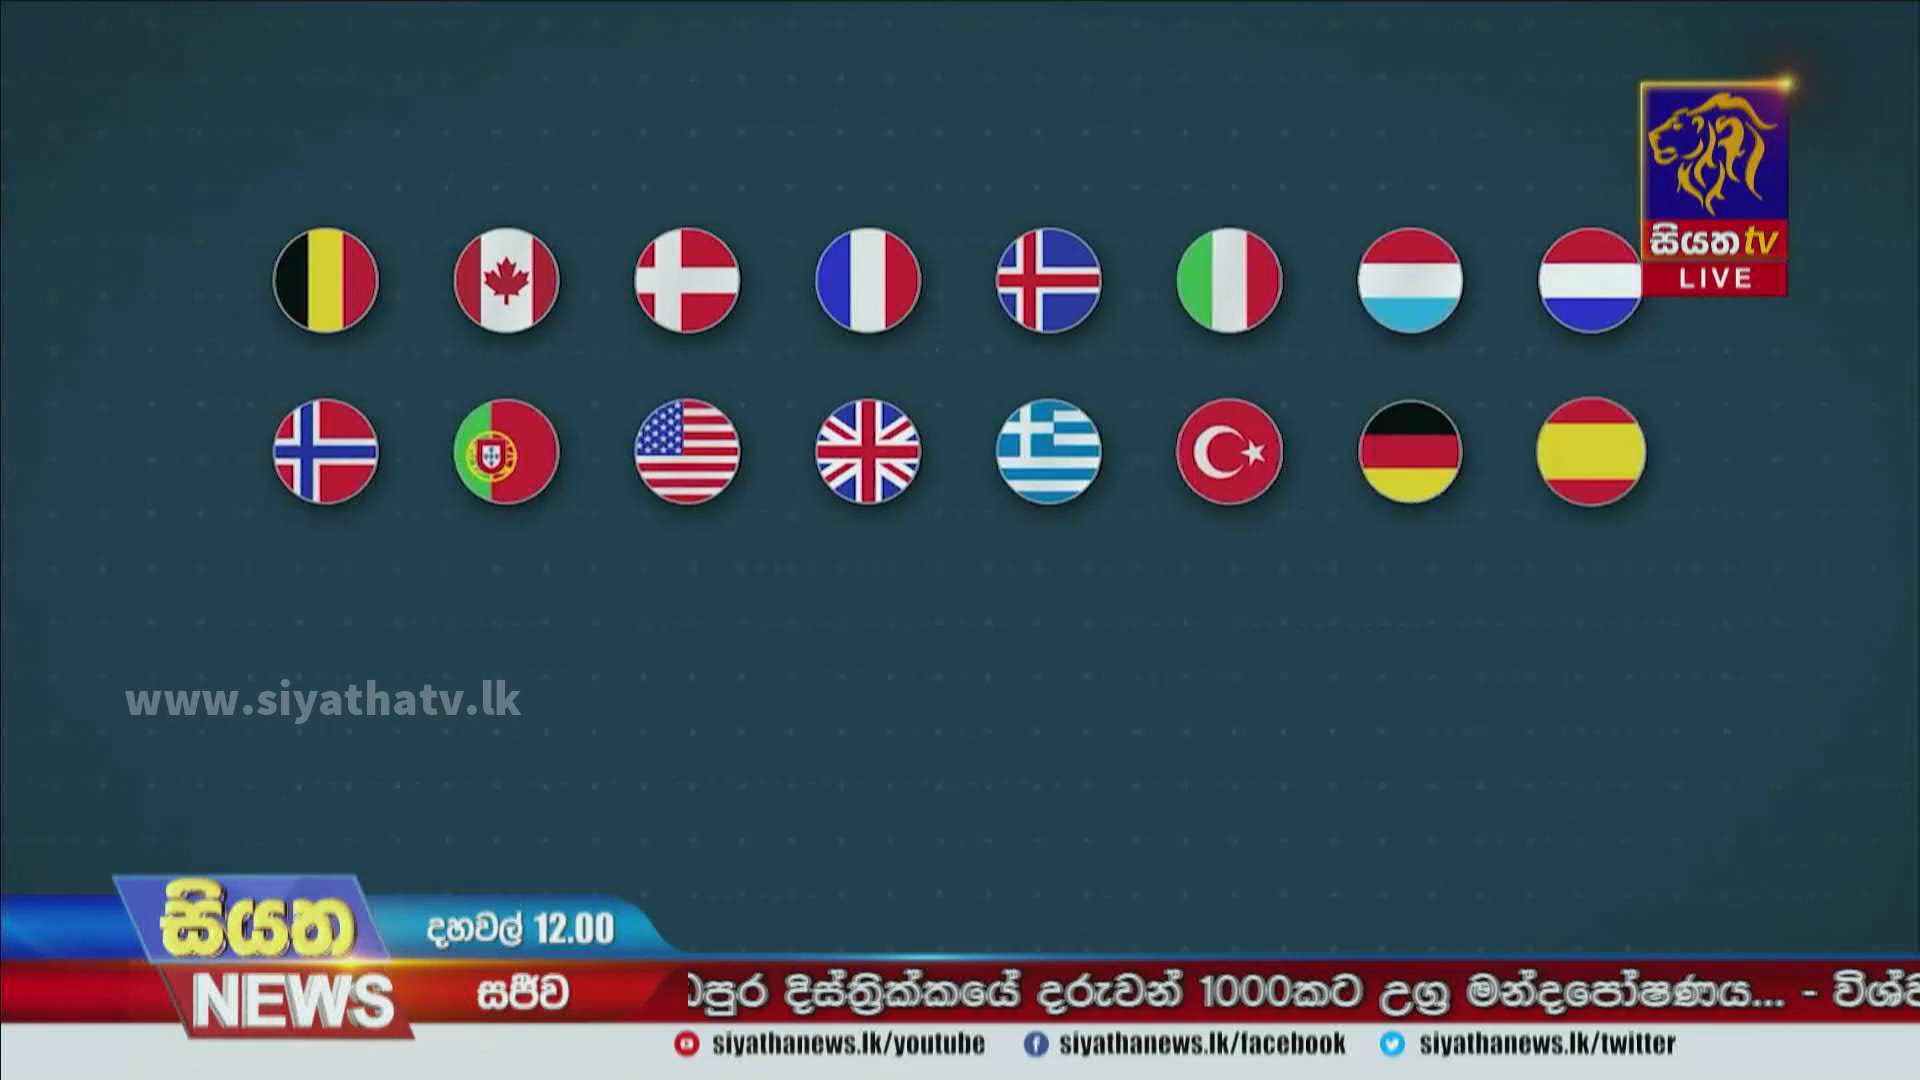 සියත tv
LIVE
www.siyathatv.lk
සියත
NEWS
දහවල් 12.00
සජීව
පුර දිස්ත්‍රික්කයේ දරුවන් 1000කට උග්‍ර මන්දපෝෂණය... -
siyathanews.lk/youtube
siyathanews.lk/facebook
siyathanews.lk/twitter